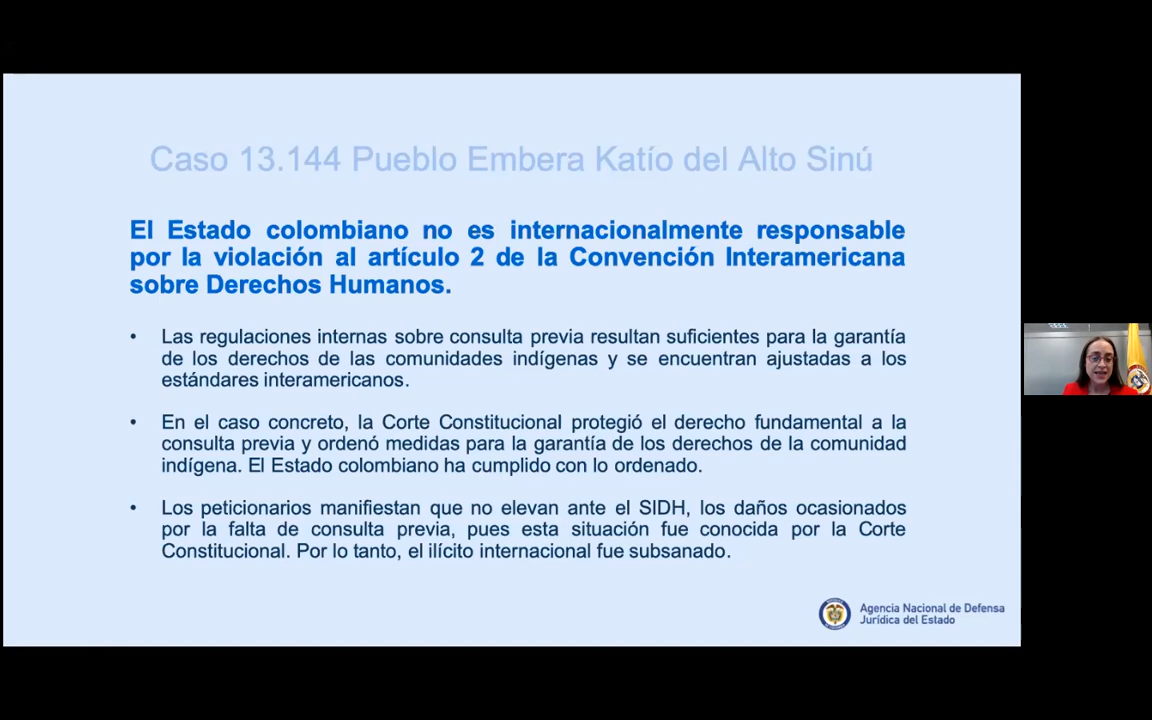 Caso 13.144 Pueblo Embera Katío del Alto Sinú
El Estado colombiano no es internacionalmente responsable
por la violación al artículo 2 de la Convención Interamericana
sobre Derechos Humanos.
• Las regulaciones internas sobre consulta previa resultan suficientes para la garantía
de los derechos de las comunidades indígenas y se encuentran ajustadas a los
estándares interamericanos.
• En el caso concreto, la Corte Constitucional protegió el derecho fundamental a la
consulta previa y ordenó medidas para la garantía de los derechos de la comunidad
indígena. El Estado colombiano ha cumplido con lo ordenado.
• Los peticionarios manifiestan que no elevan ante el SIDH, los daños ocasionados
por la falta de consulta previa, pues esta situación fue conocida por la Corte
Constitucional. Por lo tanto, el ilícito internacional fue subsanado.
Agencia Nacional de Defensa
Jurídica del Estado